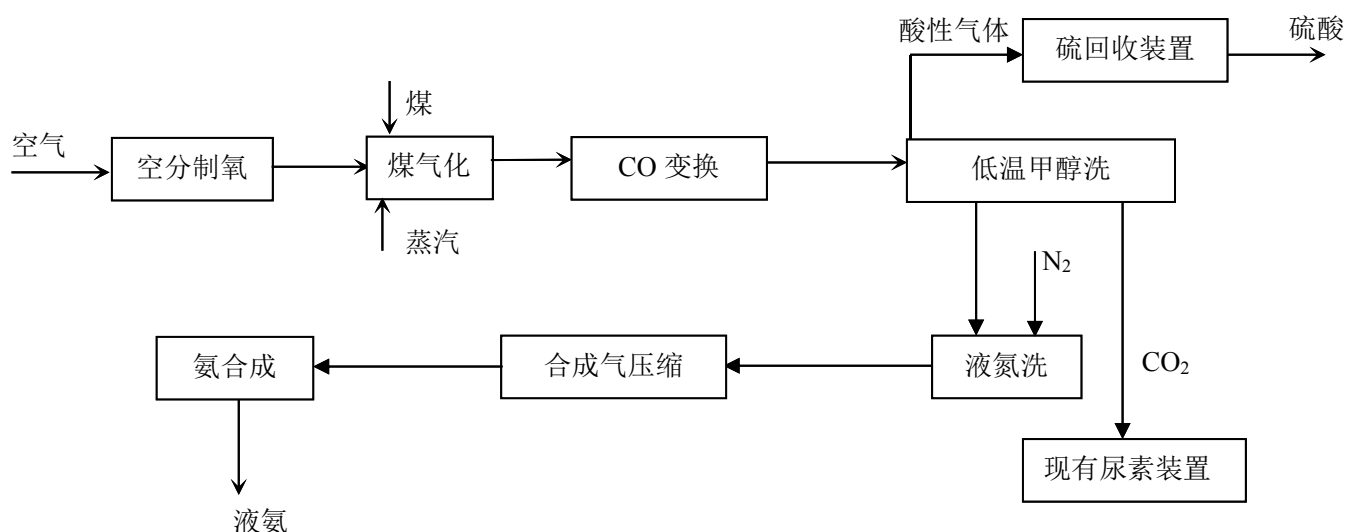 酸性气体
硫回收装置
硫酸
煤
空气
空分制氧
煤气化
CO 变换
低温甲醇洗
蒸汽
N₂
氨合成
合成气压缩
液氮洗
CO₂
现有尿素装置
液氨